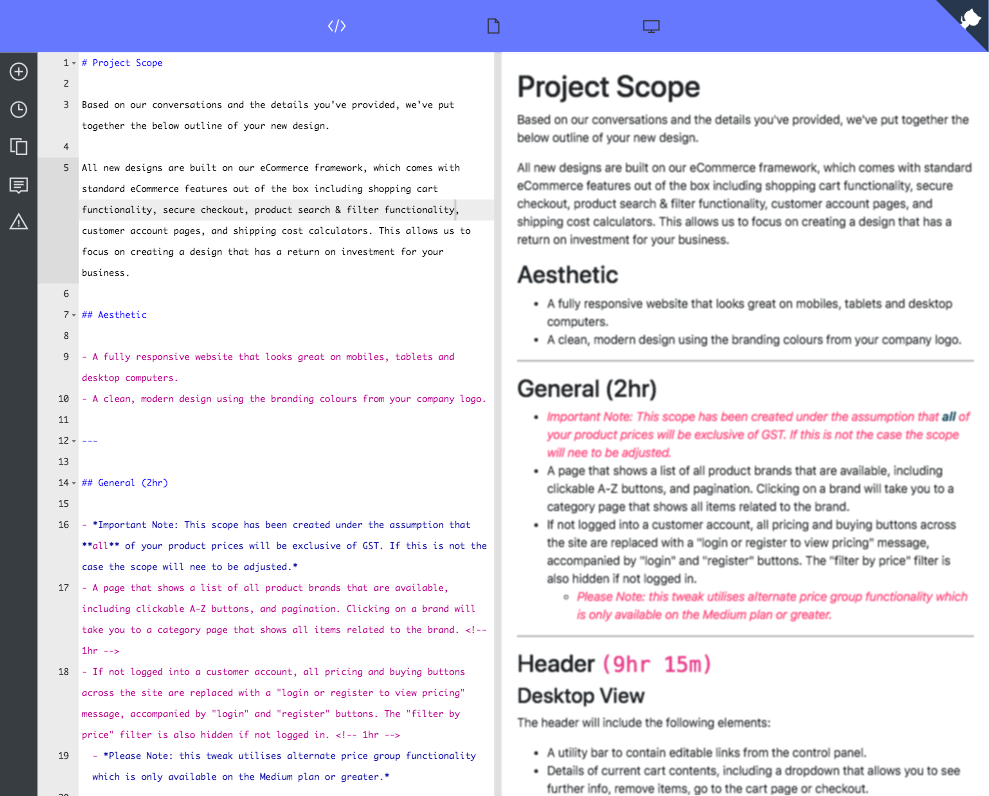 </>
1 # Project Scope
2
3 Based on our conversations and the details you've provided, we've put
together the below outline of your new design.
4
5 All new designs are built on our eCommerce framework, which comes with
standard eCommerce features out of the box including shopping cart
functionality, secure checkout, product search & filter functionality,
customer account pages, and shipping cost calculators. This allows us to
focus on creating a design that has a return on investment for your
business.
6
7 ## Aesthetic
8
9 - A fully responsive website that looks great on mobiles, tablets and
desktop computers.
10 - A clean, modern design using the branding colours from your company logo.
11
12 ---
13
14 ## General (2hr)
15
16 - *Important Note: This scope has been created under the assumption that
**all** of your product prices will be exclusive of GST. If this is not the
case the scope will nee to be adjusted.*
17 - A page that shows a list of all product brands that are available,
including clickable A-Z buttons, and pagination. Clicking on a brand will
take you to a category page that shows all items related to the brand. <!--
1hr -->
18 - If not logged into a customer account, all pricing and buying buttons
across the site are replaced with a "login or register to view pricing"
message, accompanied by "login" and "register" buttons. The "filter by
price" filter is also hidden if not logged in. <!-- 1hr -->
19 - *Please Note: this tweak utilises alternate price group functionality
which is only available on the Medium plan or greater.*
Project Scope
Based on our conversations and the details you've provided, we've put together the
below outline of your new design.
All new designs are built on our eCommerce framework, which comes with standard
eCommerce features out of the box including shopping cart functionality, secure
checkout, product search & filter functionality, customer account pages, and
shipping cost calculators. This allows us to focus on creating a design that has a
return on investment for your business.
Aesthetic
• A fully responsive website that looks great on mobiles, tablets and desktop
computers.
• A clean, modern design using the branding colours from your company logo.
General (2hr)
• Important Note: This scope has been created under the assumption that all of
your product prices will be exclusive of GST. If this is not the case the scope
will nee to be adjusted.
• A page that shows a list of all product brands that are available, including
clickable A-Z buttons, and pagination. Clicking on a brand will take you to a
category page that shows all items related to the brand.
• If not logged into a customer account, all pricing and buying buttons across
the site are replaced with a "login or register to view pricing" message,
accompanied by "login" and "register" buttons. The "filter by price" filter is
also hidden if not logged in.
◦ Please Note: this tweak utilises alternate price group functionality which
is only available on the Medium plan or greater.
Header (9hr 15m)
Desktop View
The header will include the following elements:
• A utility bar to contain editable links from the control panel.
• Details of current cart contents, including a dropdown that allows you to see
further info, remove items, go to the cart page or checkout.